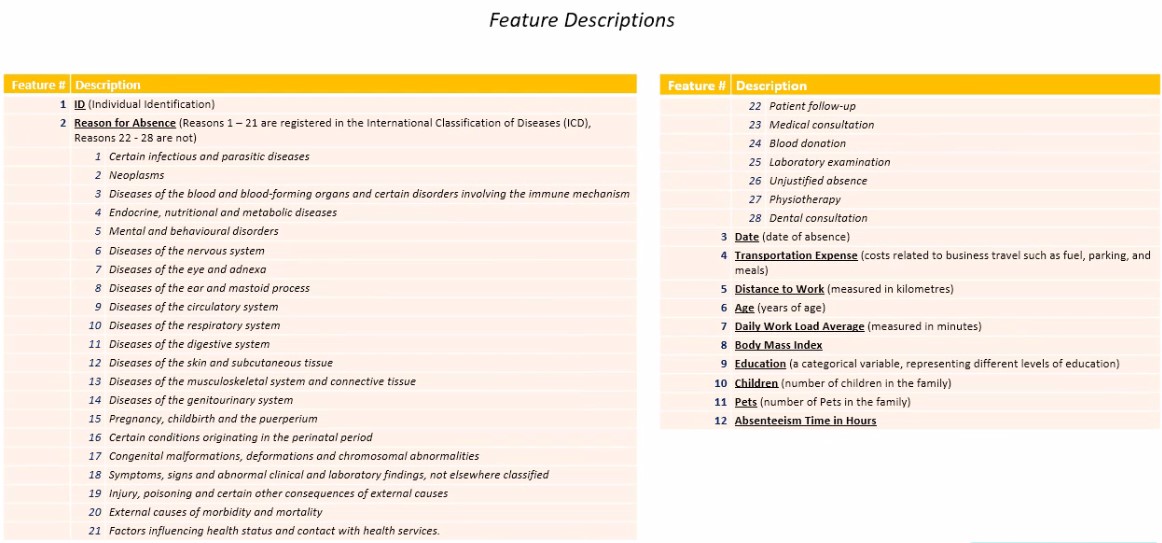 Feature Descriptions
Feature # Description
1 ID (Individual Identification)
2 Reason for Absence (Reasons 1 – 21 are registered in the International Classification of Diseases (ICD),
Reasons 22 - 28 are not)
1 Certain infectious and parasitic diseases
2 Neoplasms
3 Diseases of the blood and blood-forming organs and certain disorders involving the immune mechanism
4 Endocrine, nutritional and metabolic diseases
5 Mental and behavioural disorders
6 Diseases of the nervous system
7 Diseases of the eye and adnexa
8 Diseases of the ear and mastoid process
9 Diseases of the circulatory system
10 Diseases of the respiratory system
11 Diseases of the digestive system
12 Diseases of the skin and subcutaneous tissue
13 Diseases of the musculoskeletal system and connective tissue
14 Diseases of the genitourinary system
15 Pregnancy, childbirth and the puerperium
16 Certain conditions originating in the perinatal period
17 Congenital malformations, deformations and chromosomal abnormalities
18 Symptoms, signs and abnormal clinical and laboratory findings, not elsewhere classified
19 Injury, poisoning and certain other consequences of external causes
20 External causes of morbidity and mortality
21 Factors influencing health status and contact with health services.
Feature # Description
22 Patient follow-up
23 Medical consultation
24 Blood donation
25 Laboratory examination
26 Unjustified absence
27 Physiotherapy
28 Dental consultation
3 Date (date of absence)
4 Transportation Expense (costs related to business travel such as fuel, parking, and
meals)
5 Distance to Work (measured in kilometres)
6 Age (years of age)
7 Daily Work Load Average (measured in minutes)
8 Body Mass Index
9 Education (a categorical variable, representing different levels of education)
10 Children (number of children in the family)
11 Pets (number of Pets in the family)
12 Absenteeism Time in Hours